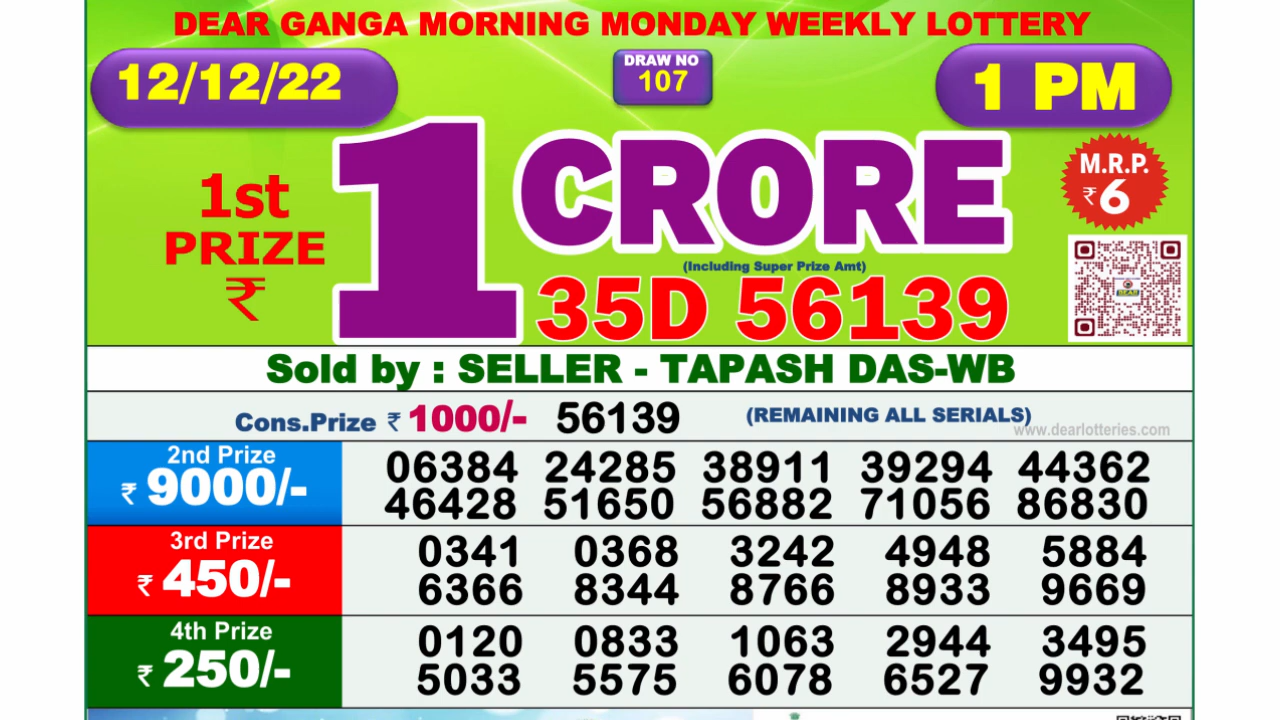 DEAR GANGA MORNING MONDAY WEEKLY LOTTERY
12/12/22
DRAW NO
107
1 PM
1st
PRIZE
₹
1 CRORE
(Including Super Prize Amt)
35D 56139
M.R.P.
₹6
DEAR
Sold by : SELLER - TAPASH DAS-WB
Cons.Prize ₹ 1000/- 56139 (REMAINING ALL SERIALS)
www.dearlotteries.com
2nd Prize
₹ 9000/-
06384 24285 38911 39294 44362
46428 51650 56882 71056 86830
3rd Prize
₹ 450/-
0341 0368 3242 4948 5884
6366 8344 8766 8933 9669
4th Prize
₹ 250/-
0120 0833 1063 2944 3495
5033 5575 6078 6527 9932